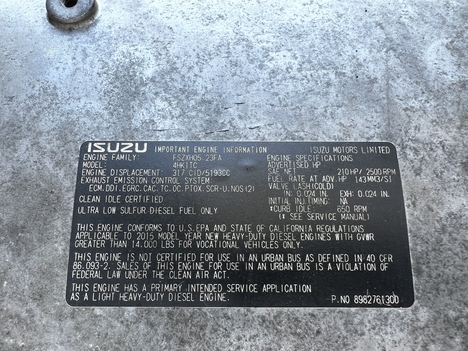 ISUZU IMPORTANT ENGINE INFORMATION ISUZU MOTORS LIMITED
ENGINE FAMILY: FSZXH05.23FA ENGINE SPECIFICATIONS
MODEL: 4HK1TC ADVERTISED HP
ENGINE DISPLACEMENT: 317 CID/5193CC SAE NET 210 HP/ 2500 RPM
EXHAUST EMISSION CONTROL SYSTEM: FUEL RATE AT ADV. HP 143MM3/ST
ECM.DDI.EGRC.CAC.TC.OC.PTOX.SCR-U.NOS(2) VALVE LASH(COLD)
IN: 0.024 IN. EXH: 0.024 IN.
CLEAN IDLE CERTIFIED INITIAL INJ. TIMING: NA
*CURB IDLE 650 RPM
ULTRA LOW SULFUR-DIESEL FUEL ONLY (** SEE SERVICE MANUAL)
THIS ENGINE CONFORMS TO U.S.EPA AND STATE OF CALIFORNIA REGULATIONS
APPLICABLE TO 2015 MODEL YEAR NEW HEAVY-DUTY DIESEL ENGINES WITH GVWR
GREATER THAN 14,000 LBS FOR VOCATIONAL VEHICLES ONLY.
THIS ENGINE IS NOT CERTIFIED FOR USE IN AN URBAN BUS AS DEFINED IN 40 CFR
86.093-2. SALES OF THIS ENGINE FOR USE IN AN URBAN BUS IS A VIOLATION OF
FEDERAL LAW UNDER THE CLEAN AIR ACT.
THIS ENGINE HAS A PRIMARY INTENDED SERVICE APPLICATION
AS A LIGHT HEAVY-DUTY DIESEL ENGINE. P.NO 8982761300